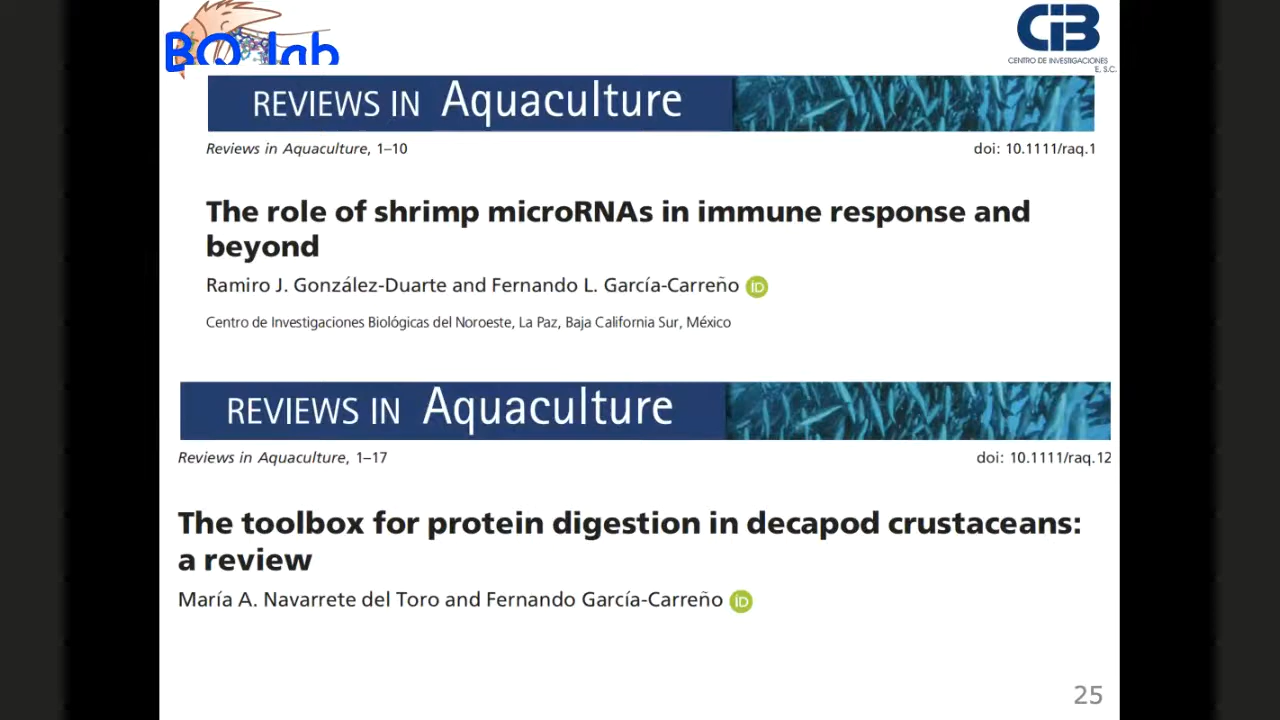 BQ lab
CIB
CENTRO DE INVESTIGACIONES
E, S.C.
REVIEWS IN Aquaculture
Reviews in Aquaculture, 1–10
doi: 10.1111/raq.1
The role of shrimp microRNAs in immune response and
beyond
Ramiro J. González-Duarte and Fernando L. García-Carreño iD
Centro de Investigaciones Biológicas del Noroeste, La Paz, Baja California Sur, México
REVIEWS IN Aquaculture
Reviews in Aquaculture, 1–17
doi: 10.1111/raq.12
The toolbox for protein digestion in decapod crustaceans:
a review
María A. Navarrete del Toro and Fernando García-Carreño iD
25